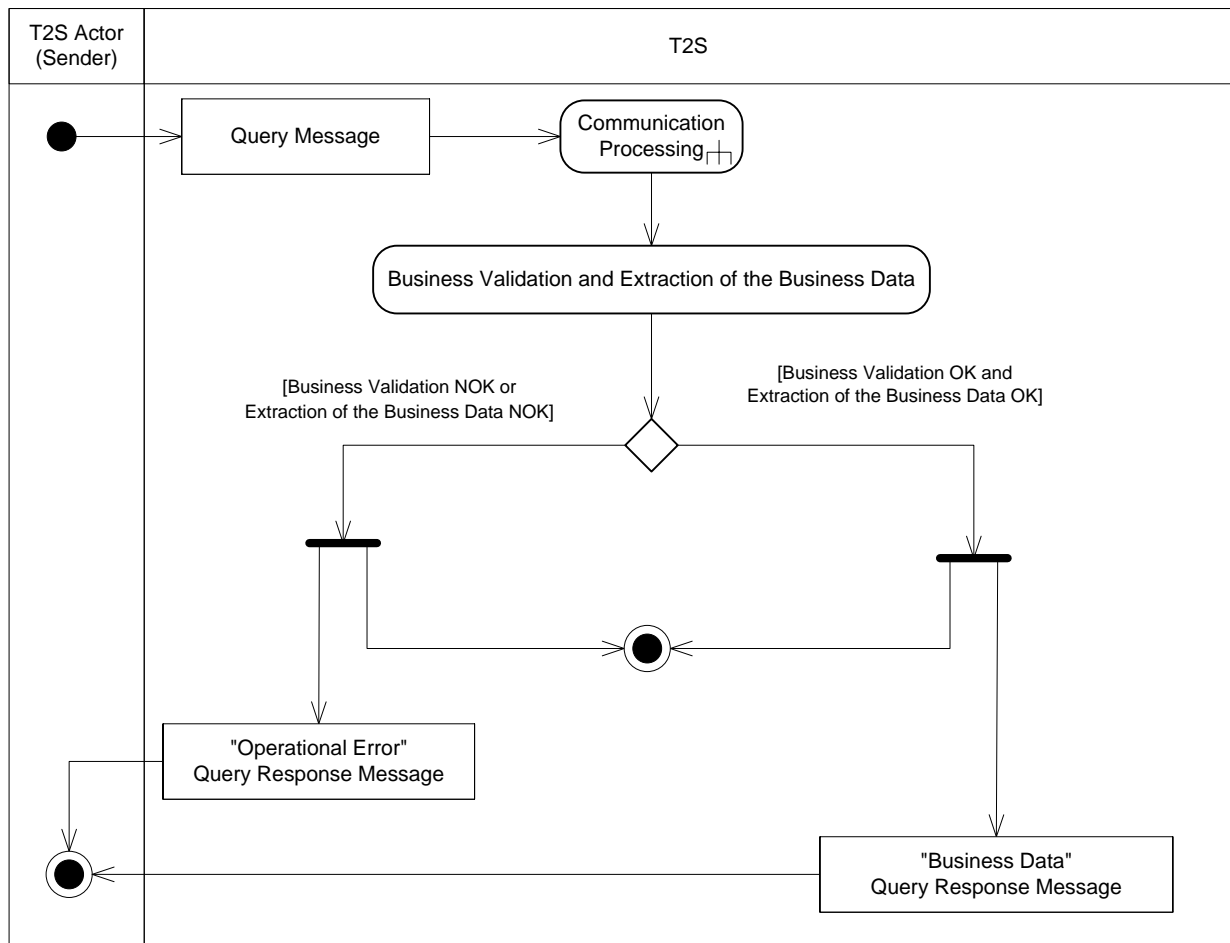 T2S Actor
(Sender)
T2S
Query Message
Communication
Processing
Business Validation and Extraction of the Business Data
[Business Validation NOK or
Extraction of the Business Data NOK]
[Business Validation OK and
Extraction of the Business Data OK]
"Operational Error"
Query Response Message
"Business Data"
Query Response Message